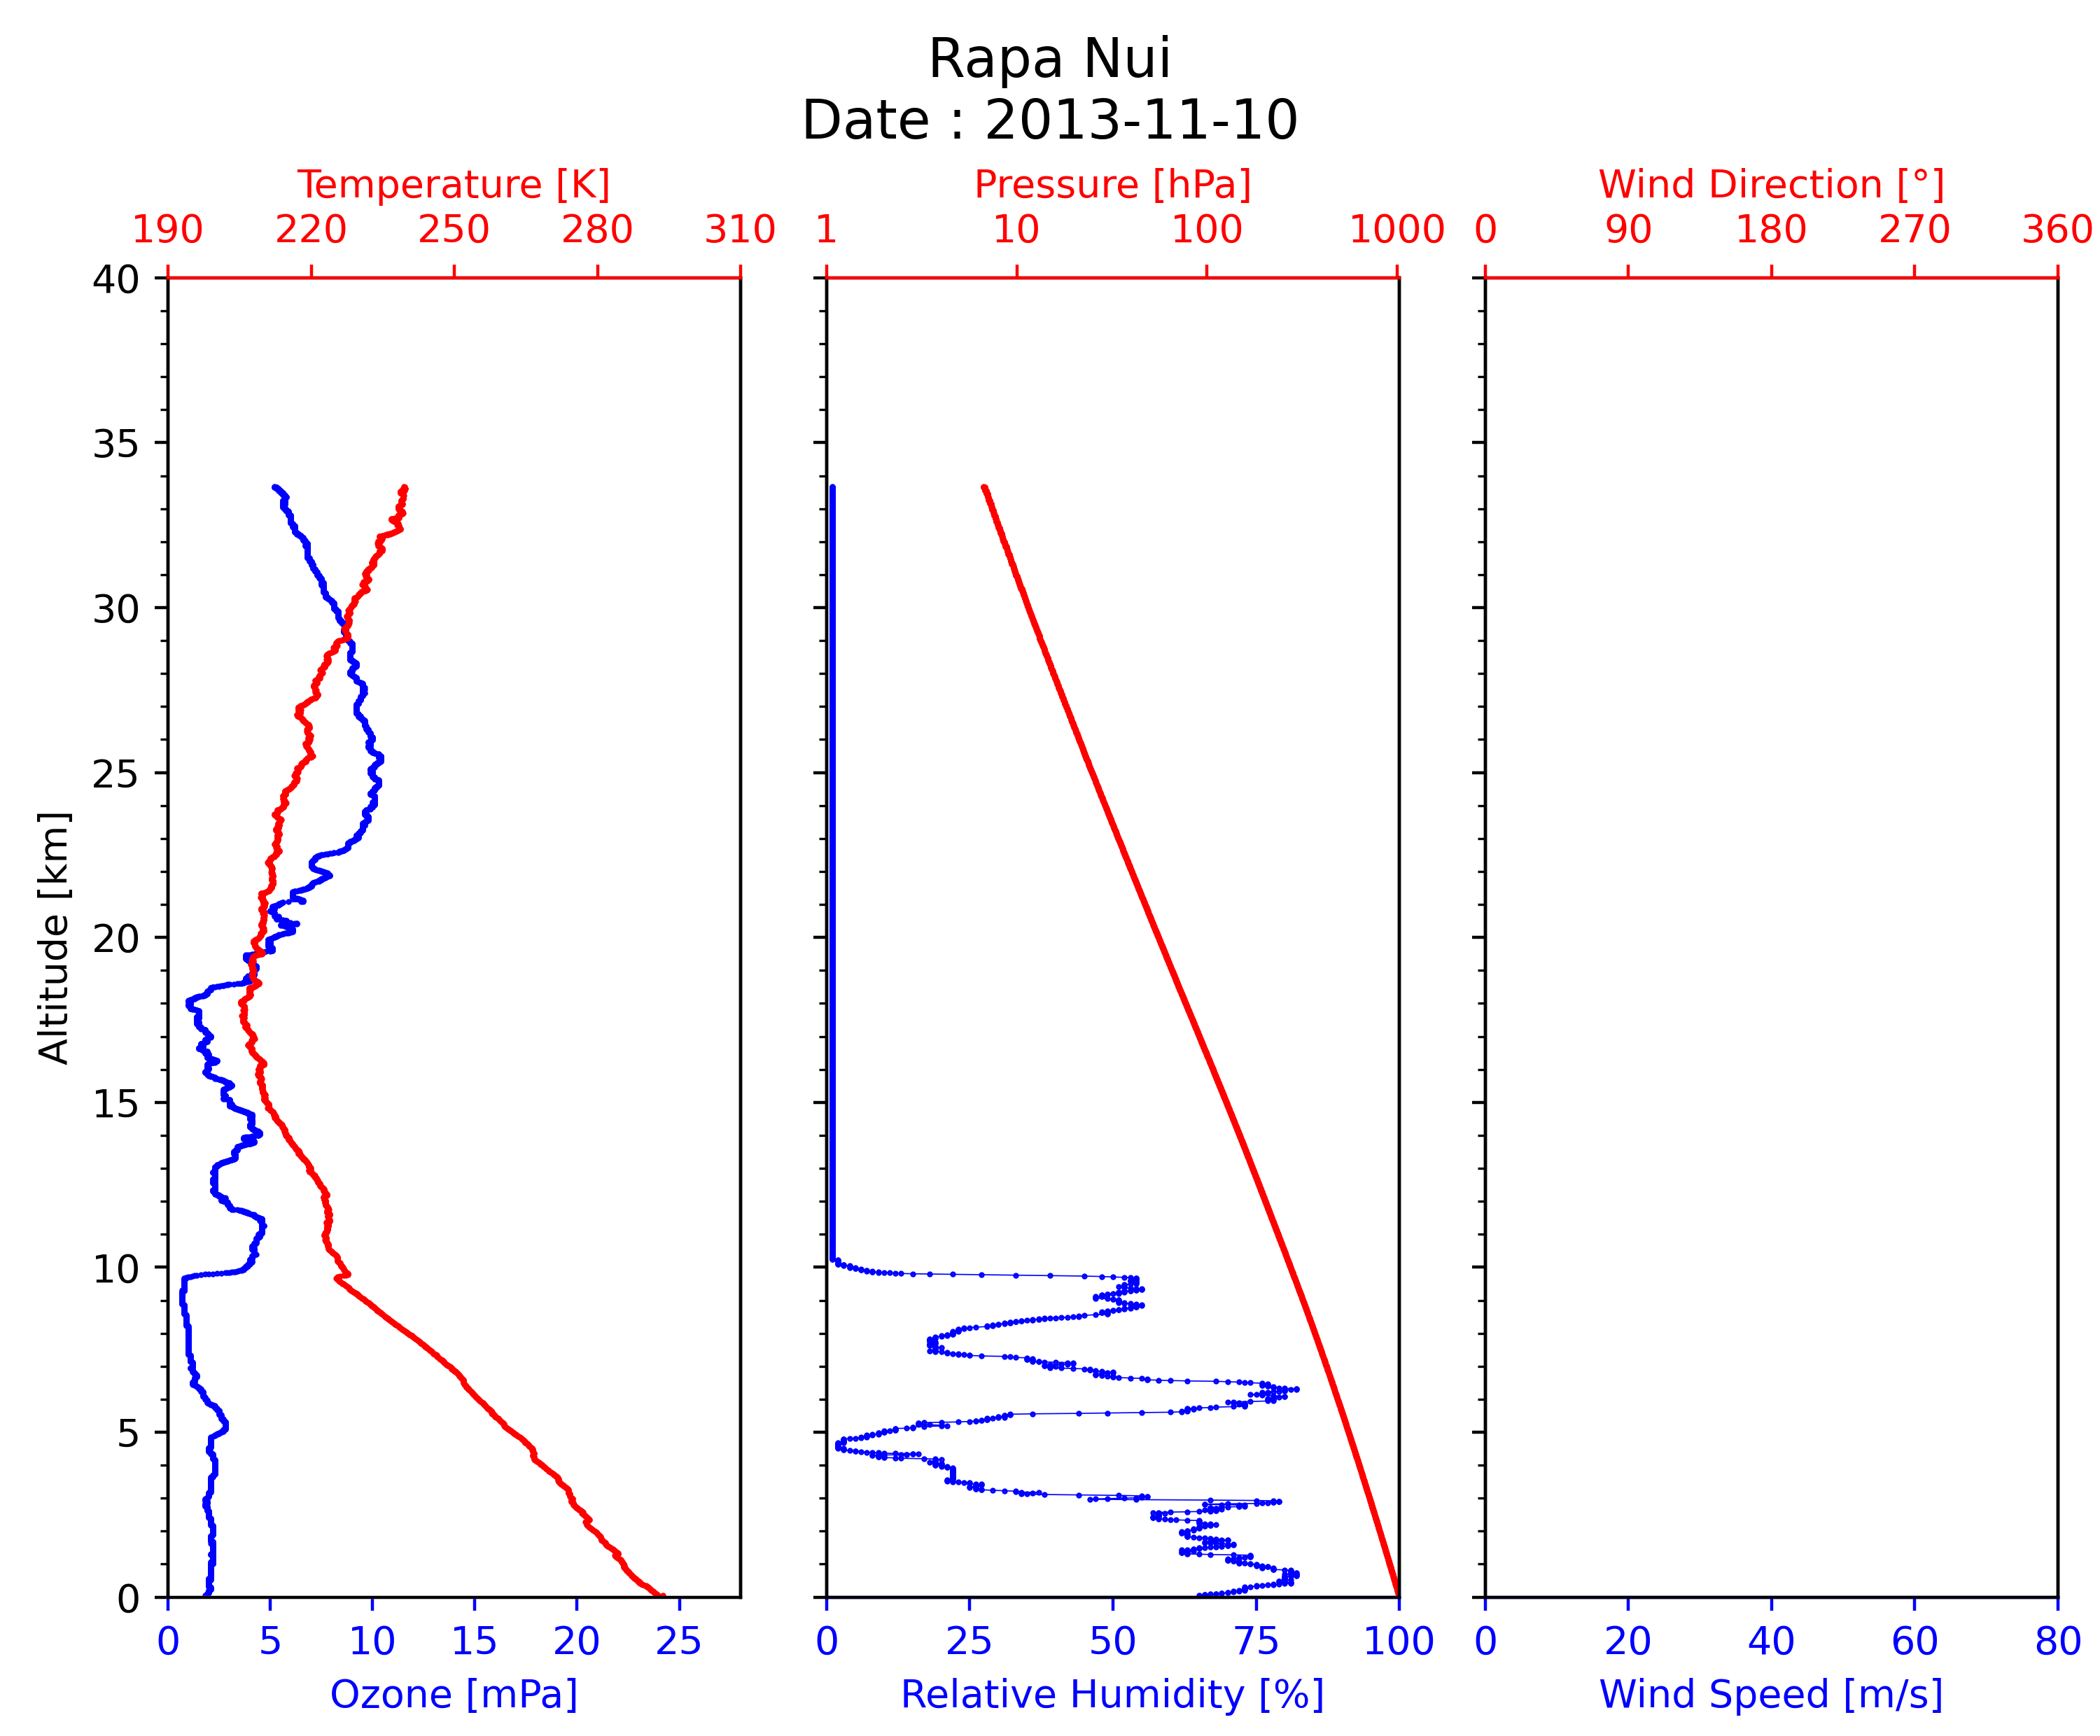 Rapa Nui
Date : 2013-11-10
Temperature [K]
190 220 250 280 310
Pressure [hPa]
1 10 100 1000
Wind Direction [°]
0 90 180 270 360
Altitude [km]
40
35
30
25
20
15
10
5
0
0 5 10 15 20 25
Ozone [mPa]
0 25 50 75 100
Relative Humidity [%]
0 20 40 60 80
Wind Speed [m/s]